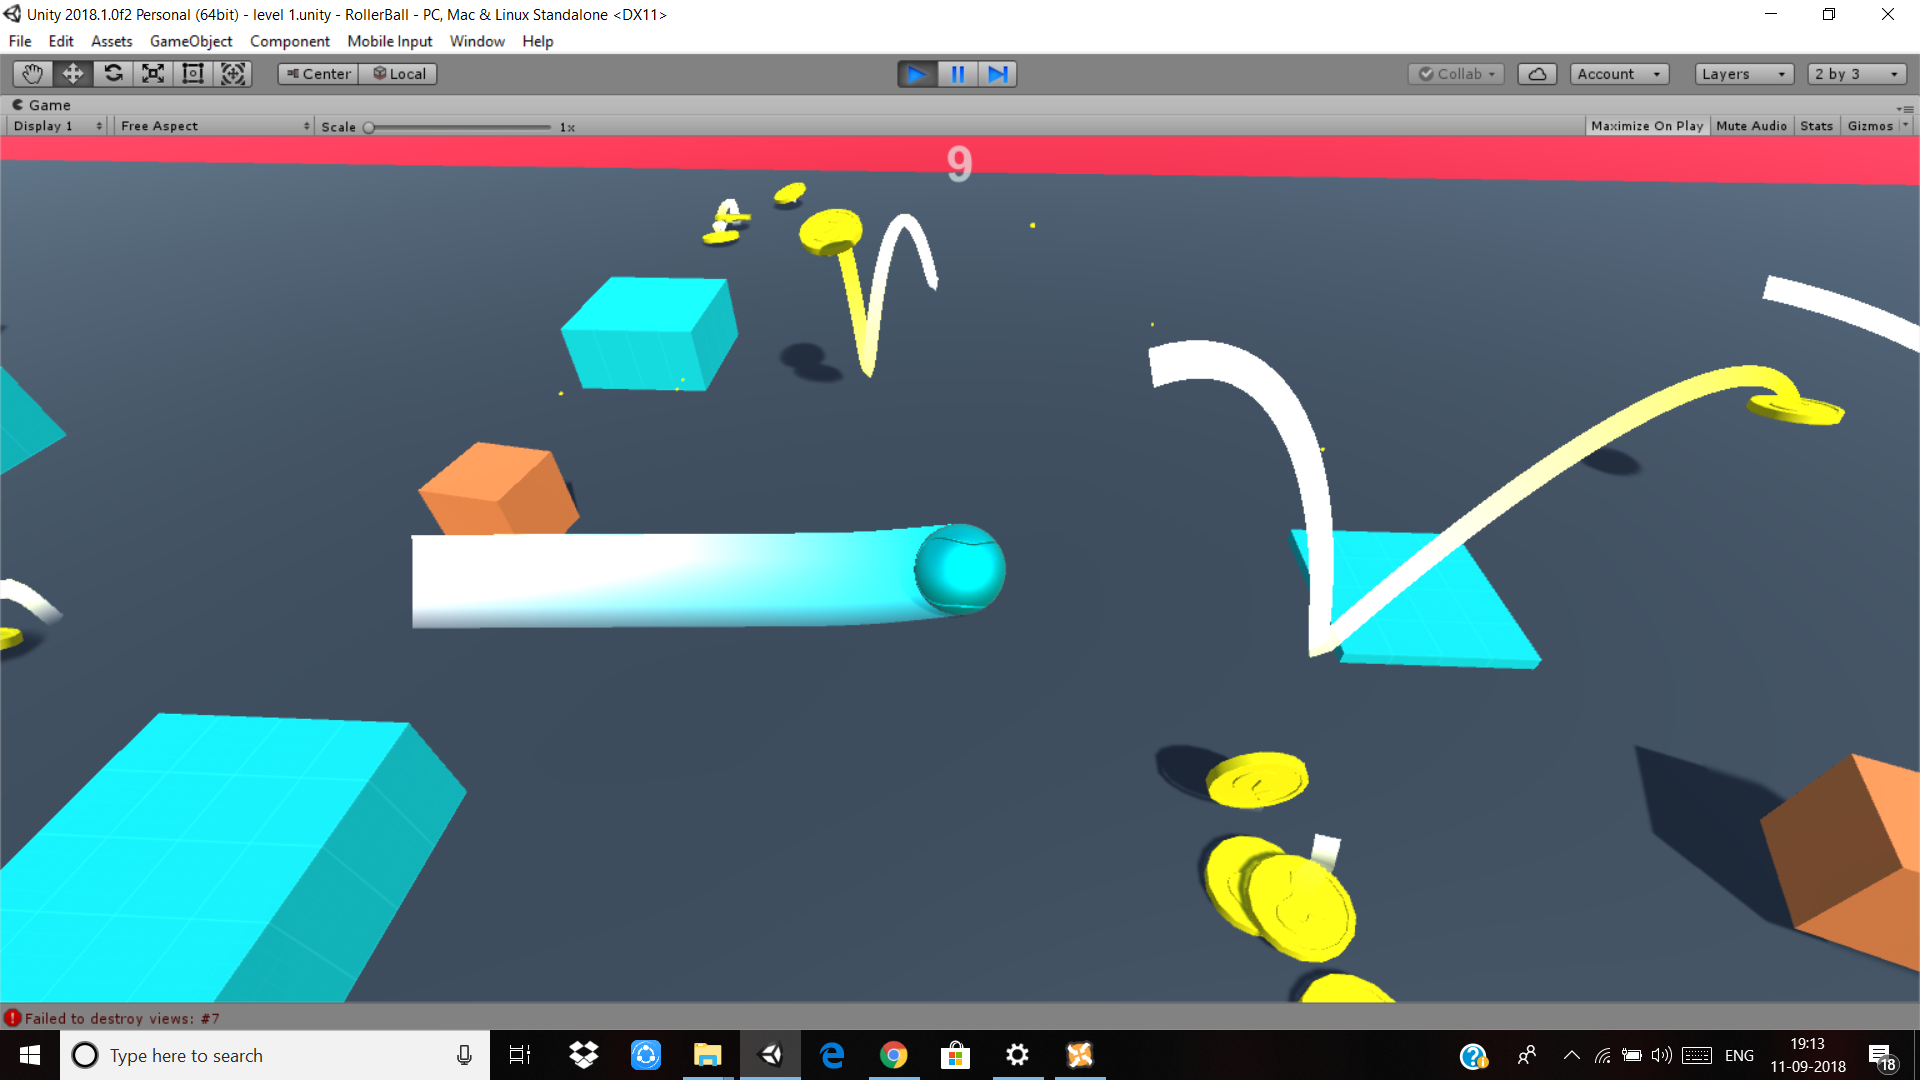 Unity 2018.1.0f2 Personal (64bit) - level 1.unity - RollerBall - PC, Mac & Linux Standalone <DX11>
File Edit Assets GameObject Component Mobile Input Window Help
Center Local Collab Account Layers 2 by 3
Game
Display 1 Free Aspect Scale 1x Maximize On Play Mute Audio Stats Gizmos
9
Failed to destroy views: #7
Type here to search
ENG
19:13
11-09-2018
18